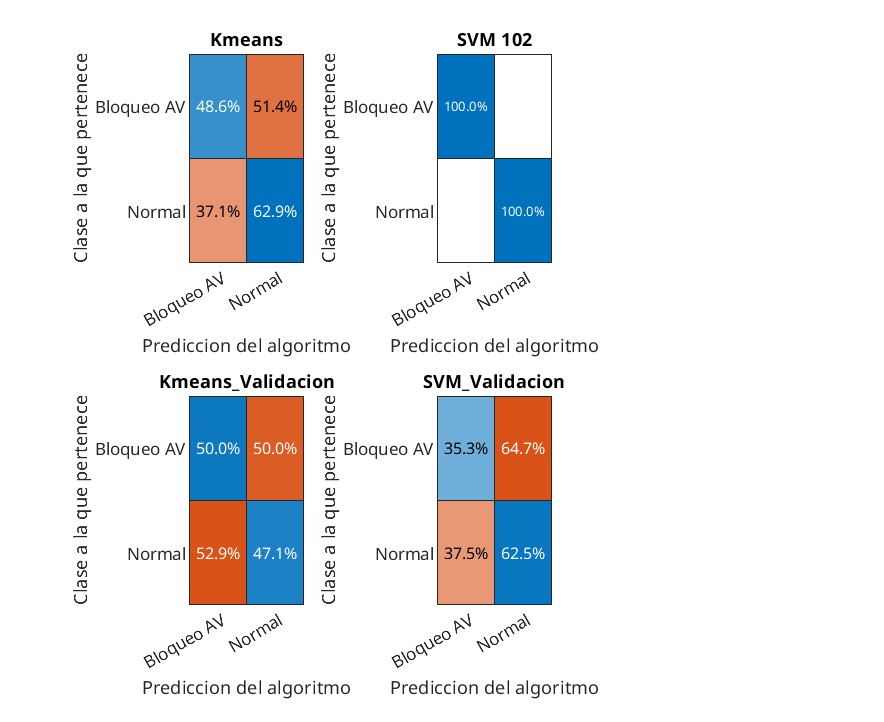 Kmeans
Clase a la que pertenece
Bloqueo AV
48.6%
51.4%
Normal
37.1%
62.9%
Bloqueo AV
Normal
Prediccion del algoritmo
SVM 102
Clase a la que pertenece
Bloqueo AV
100.0%
Normal
100.0%
Bloqueo AV
Normal
Prediccion del algoritmo
Kmeans_Validacion
Clase a la que pertenece
Bloqueo AV
50.0%
50.0%
Normal
52.9%
47.1%
Bloqueo AV
Normal
Prediccion del algoritmo
SVM_Validacion
Clase a la que pertenece
Bloqueo AV
35.3%
64.7%
Normal
37.5%
62.5%
Bloqueo AV
Normal
Prediccion del algoritmo